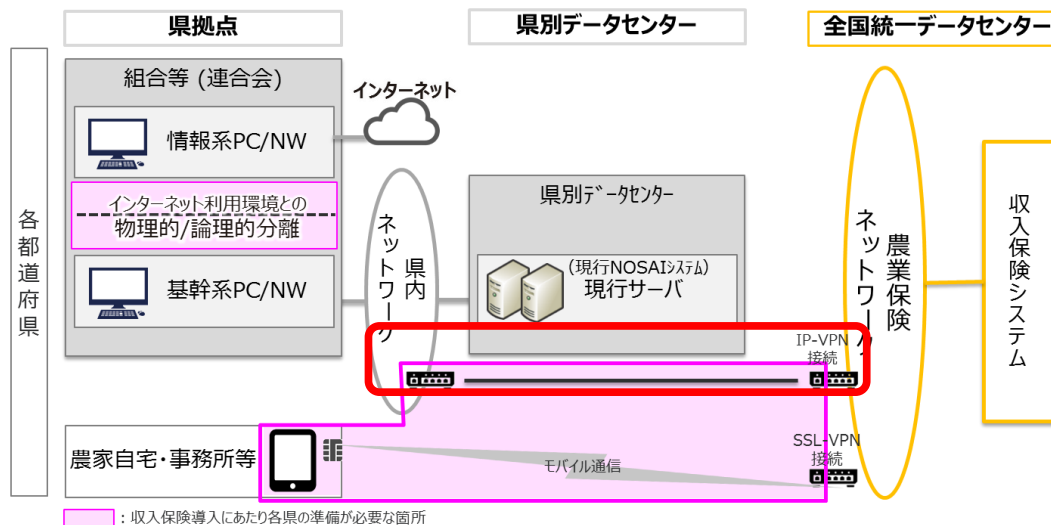 県拠点
県別データセンター
全国統一データセンター
各都道府県
組合等 (連合会)
情報系PC/NW
インターネット
インターネット利用環境との
物理的/論理的分離
基幹系PC/NW
県内
ネットワーク
県別ﾃﾞｰﾀセンター
(現行NOSAIｼｽﾃﾑ)
現行サーバ
IP-VPN
接続
農業保険
ネットワーク
収入保険システム
農家自宅・事務所等
モバイル通信
SSL-VPN
接続
：収入保険導入にあたり各県の準備が必要な箇所